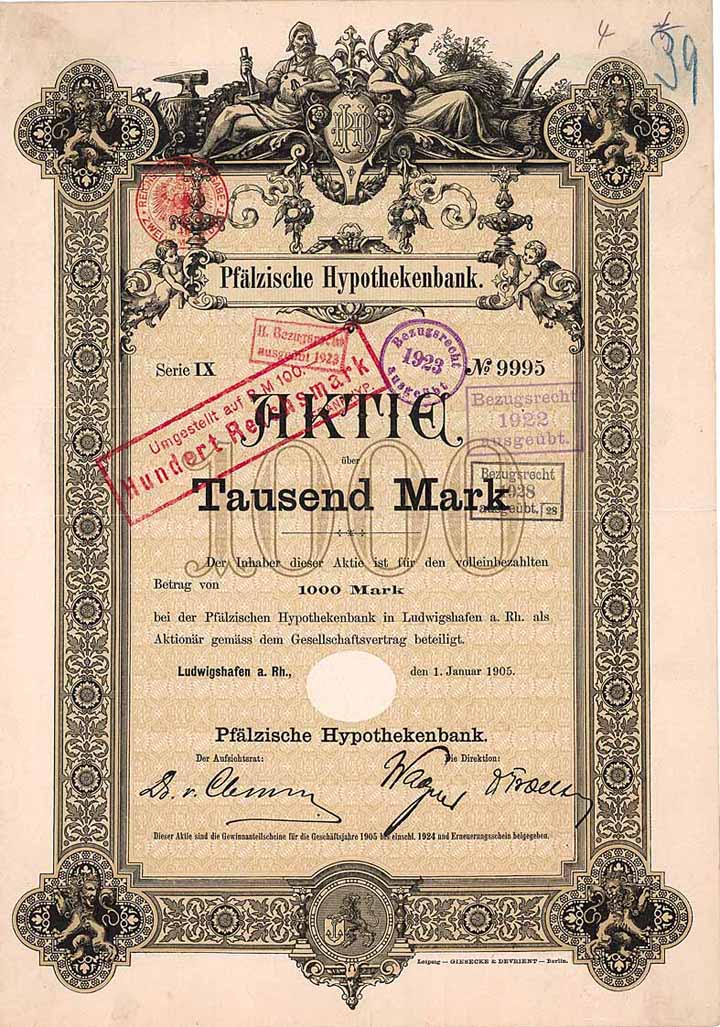 4
39
Pfälzische Hypothekenbank.
II. Bezugsrecht
ausgeübt 1923
Bezugsrecht
1923
ausgeübt
Serie IX
№ 9995
Umgestellt auf R.M 100.
Hundert Reichsmark
Bezugsrecht
1922
ausgeübt.
AKTIE
über
1000
Tausend Mark
Bezugsrecht
1928
ausgeübt. 28
Der Inhaber dieser Aktie ist für den volleinbezahlten
Betrag von
1000 Mark
bei der Pfälzischen Hypothekenbank in Ludwigshafen a. Rh. als
Aktionär gemäss dem Gesellschaftsvertrag beteiligt.
Ludwigshafen a. Rh., den 1. Januar 1905.
Pfälzische Hypothekenbank.
Der Aufsichtsrat: Die Direktion:
Wagner
Dieser Aktie sind die Gewinnanteilscheine für die Geschäftsjahre 1905 bis einschl. 1924 und Erneuerungsschein beigegeben.
Leipzig — GIESECKE & DEVRIENT — Berlin.